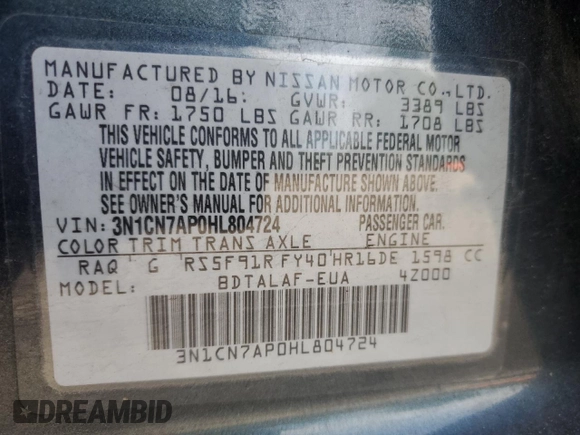 MANUFACTURED BY NISSAN MOTOR CO.,LTD.
DATE: 08/16: GVWR: 3389 LBS
GAWR FR: 1750 LBS GAWR RR: 1708 LBS
THIS VEHICLE CONFORMS TO ALL APPLICABLE FEDERAL MOTOR
VEHICLE SAFETY, BUMPER AND THEFT PREVENTION STANDARDS
IN EFFECT ON THE DATE OF MANUFACTURE SHOWN ABOVE.
SEE OWNER'S MANUAL FOR ADDITIONAL INFORMATION.
VIN: 3N1CN7AP0HL804724 PASSENGER CAR.
COLOR TRIM TRANS AXLE ENGINE
RAQ G RS5F91R FY40 HR16DE 1598 CC
MODEL: BDTALAF-EUA 4Z000
3N1CN7AP0HL804724
DREAMBID